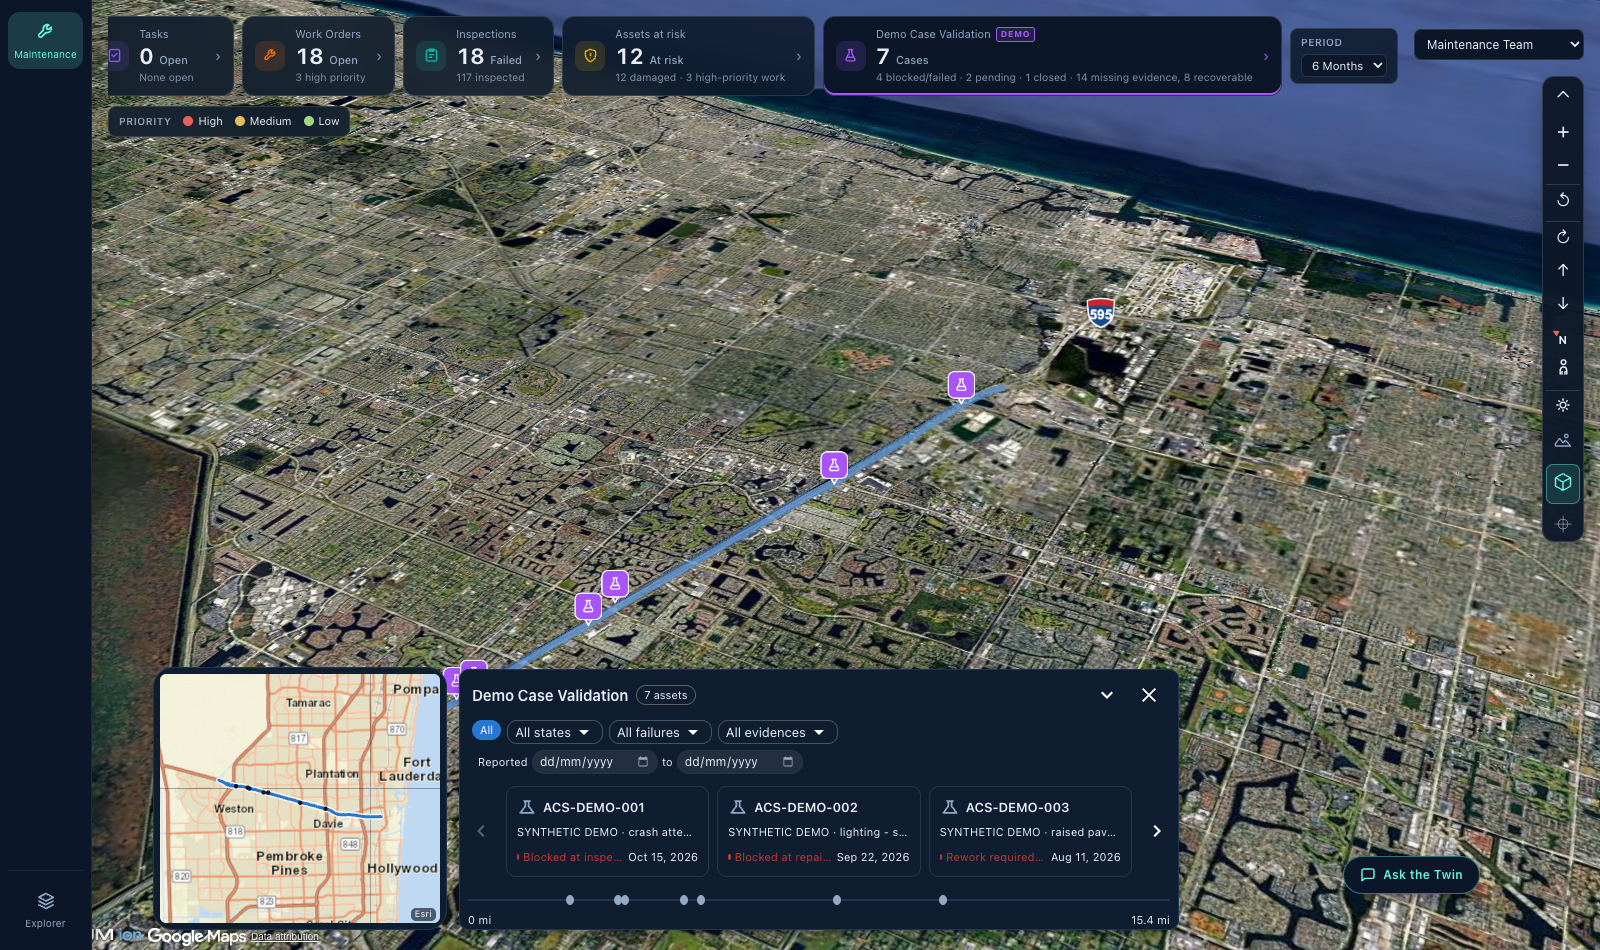 Maintenance
Tasks
0 Open
None open
Work Orders
18 Open
3 high priority
Inspections
18 Failed
117 inspected
Assets at risk
12 At risk
12 damaged · 3 high-priority work
Demo Case Validation DEMO
7 Cases
4 blocked/failed · 2 pending · 1 closed · 14 missing evidence, 8 recoverable
PERIOD
6 Months
Maintenance Team
PRIORITY High Medium Low
N
595
Pompa
Tamarac
870
817
Fort
Lauderda
Plantation
Weston
818
Davie
848
Pembroke
Pines
Hollywood
820
823
Esri
ion Google Maps Data attribution
Demo Case Validation 7 assets
All All states All failures All evidences
Reported dd/mm/yyyy to dd/mm/yyyy
ACS-DEMO-001
SYNTHETIC DEMO · crash atte...
Blocked at inspe... Oct 15, 2026
ACS-DEMO-002
SYNTHETIC DEMO · lighting - s...
Blocked at repai... Sep 22, 2026
ACS-DEMO-003
SYNTHETIC DEMO · raised pav...
Rework required... Aug 11, 2026
0 mi 15.4 mi
Ask the Twin
Explorer